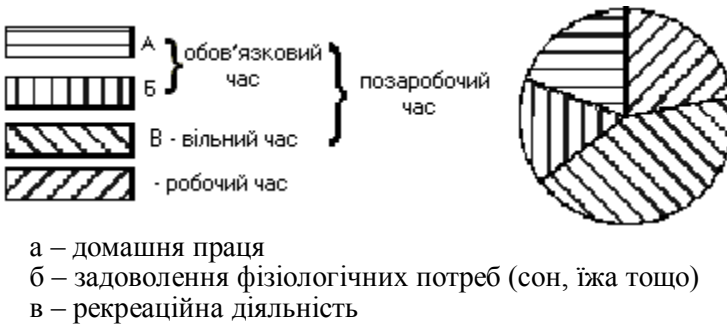 А
обов'язковий
час
Б
позаробочий
час
В - вільний час
- робочий час
а – домашня праця
б – задоволення фізіологічних потреб (сон, їжа тощо)
в – рекреаційна діяльність